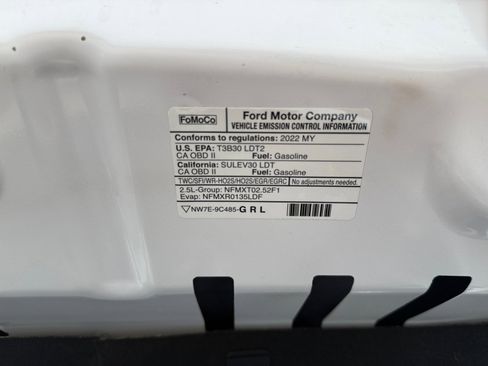 FoMoCo
Ford Motor Company
VEHICLE EMISSION CONTROL INFORMATION
Conforms to regulations: 2022 MY
U.S. EPA: T3B30 LDT2
CA OBD II Fuel: Gasoline
California: SULEV30 LDT
CA OBD II Fuel: Gasoline
TWC/SFI/WR-HO2S/HO2S/EGR/EGRC No adjustments needed.
2.5L-Group: NFMXT02.52F1
Evap: NFMXR0135LDF
NW7E-9C485-G R L